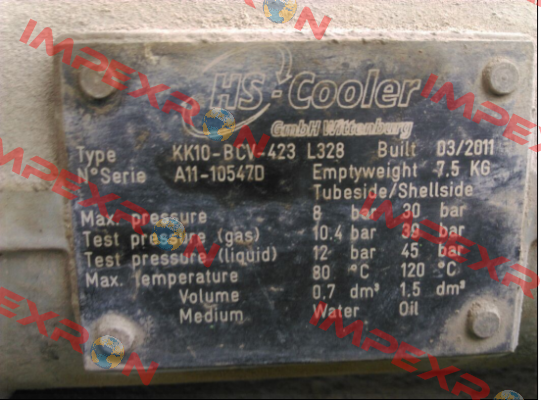 HS-Cooler
GmbH Wittenburg
Type KK10-BCV-423 L328 Built 03/2011
N°Serie A11-10547D Emptyweight 7.5 KG
Tubeside/Shellside
Max. pressure 8 bar 30 bar
Test pressure (gas) 10.4 bar 39 bar
Test pressure (liquid) 12 bar 45 bar
Max. Temperature 80 °C 120 °C
Volume 0.7 dm³ 1.5 dm³
Medium Water Oil
IMPEXRON
IMPEXRON
IMPEXRON
IMPEXRON